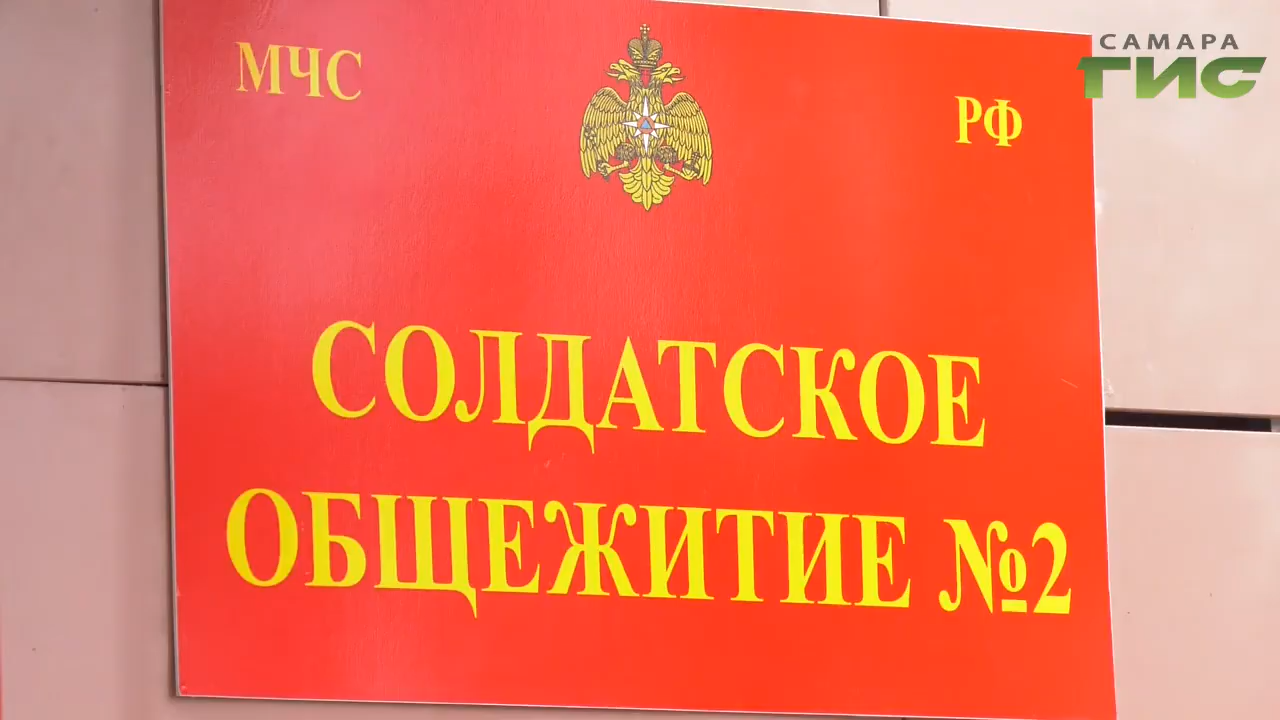 САМАРА
ГИС
МЧС
РФ
СОЛДАТСКОЕ
ОБЩЕЖИТИЕ №2